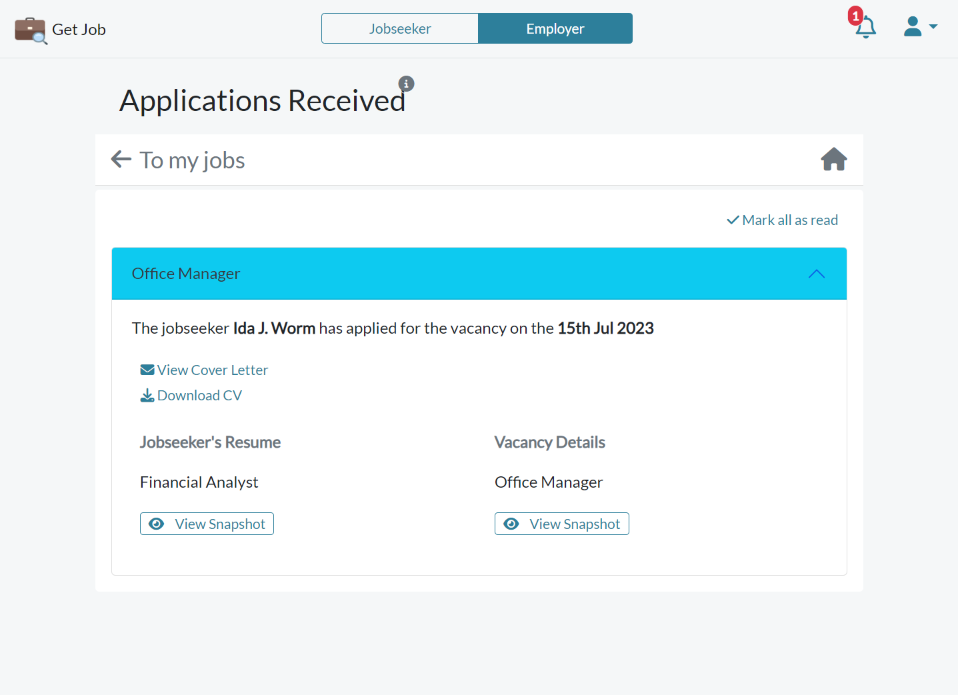 Get Job
Jobseeker
Employer
1
Applications Received
i
To my jobs
Mark all as read
Office Manager
The jobseeker Ida J. Worm has applied for the vacancy on the 15th Jul 2023
View Cover Letter
Download CV
Jobseeker's Resume
Vacancy Details
Financial Analyst
Office Manager
View Snapshot
View Snapshot